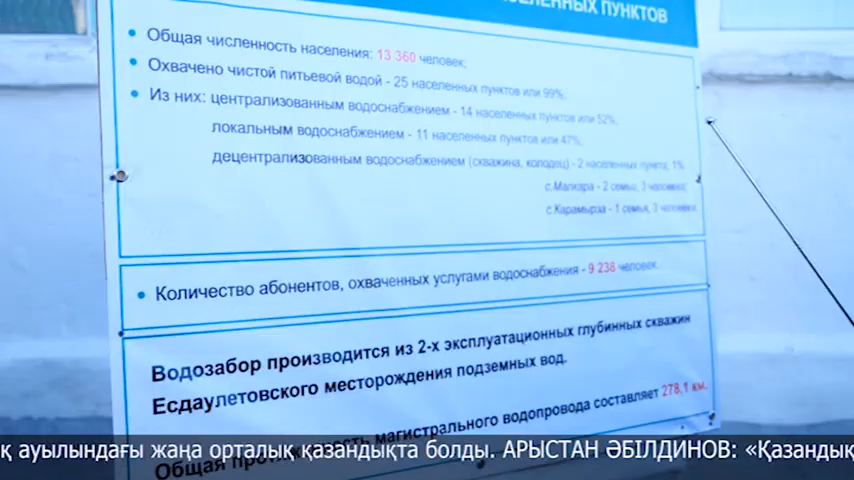 НАСЕЛЕННЫХ ПУНКТОВ
• Общая численность населения: 13 360 человек;
• Охвачено чистой питьевой водой - 25 населенных пунктов или 99%;
• Из них: централизованным водоснабжением - 14 населенных пунктов или 52%,
локальным водоснабжением - 11 населенных пунктов или 47%,
децентрализованным водоснабжением (скважина, колодец) - 2 населенных пункта, 1%
с.Малкара - 2 семьи, 3 человека;
с.Карамырза - 1 семья, 3 человека.
• Количество абонентов, охваченных услугами водоснабжения - 9 238 человек.
Водозабор производится из 2-х эксплуатационных глубинных скважин
Есдаулетовского месторождения подземных вод.
Общая протяженность магистрального водопровода составляет 278,1 км.
қ ауылындағы жаңа орталық қазандықта болды. АРЫСТАН ӘБІЛДИНОВ: «Қазандық